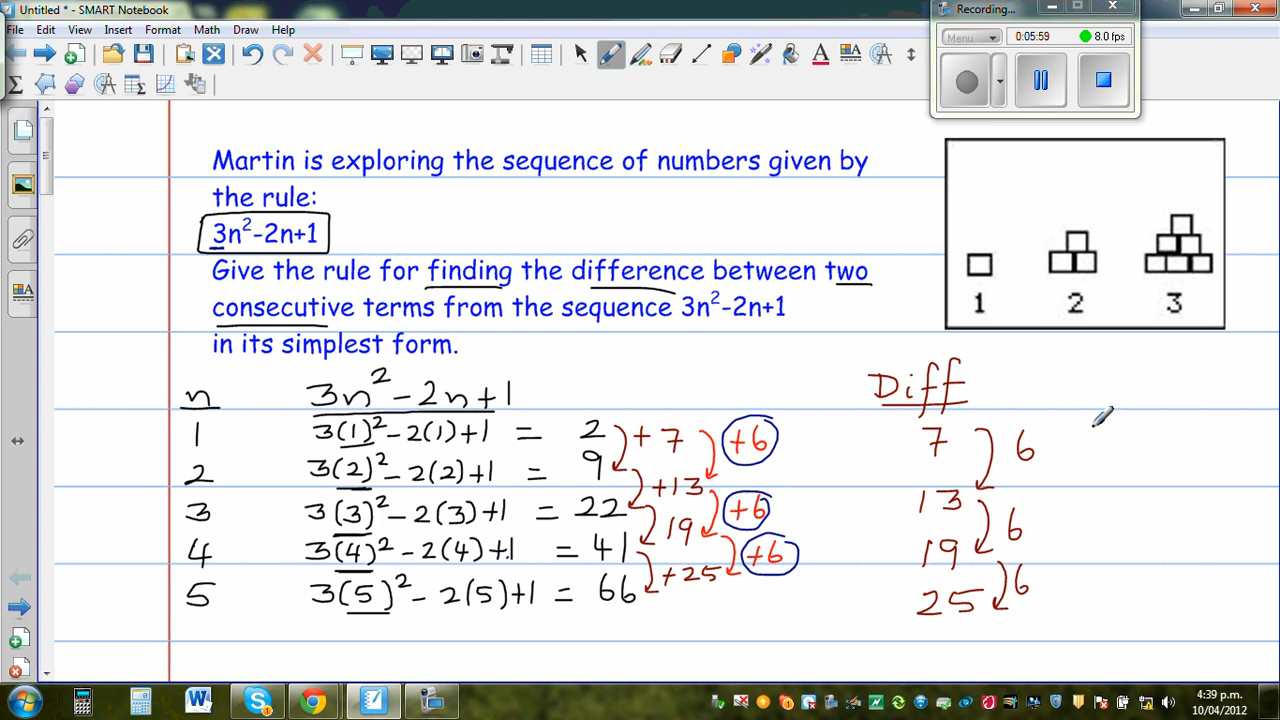 Untitled * - SMART Notebook
Recording...
File Edit View Insert Format Math Draw Help
Menu 0:05:59 8.0 fps
Martin is exploring the sequence of numbers given by
the rule:
3n²-2n+1
Give the rule for finding the difference between two
consecutive terms from the sequence 3n²-2n+1
in its simplest form.
1 2 3
n 3n² - 2n + 1 Diff
1 3(1)² - 2(1) + 1 = 2 + 7 +6 7 6
2 3(2)² - 2(2) + 1 = 9 +13 13
3 3(3)² - 2(3) + 1 = 22 19 +6 6
4 3(4)² - 2(4) + 1 = 41 +25 +6 19 6
5 3(5)² - 2(5) + 1 = 66 25
4:39 p.m.
10/04/2012